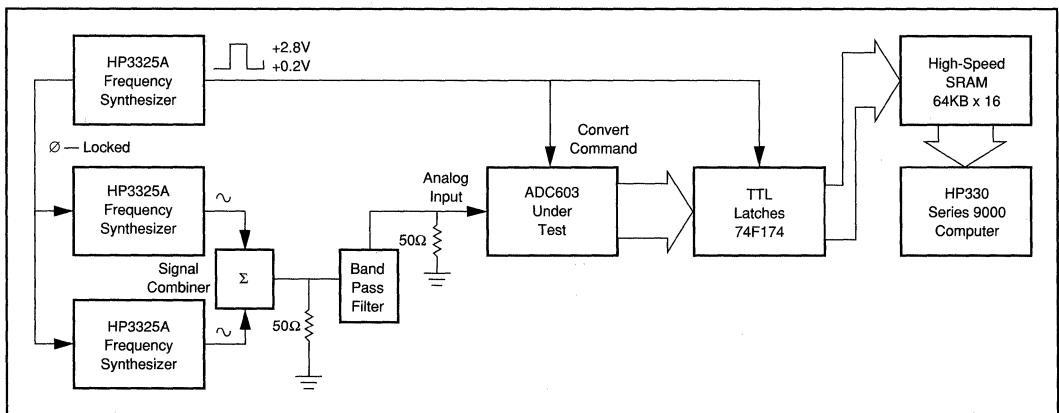 HP3325A
Frequency
Synthesizer
+2.8V
+0.2V
High-Speed
SRAM
64KB x 16
Ø — Locked
Convert
Command
HP3325A
Frequency
Synthesizer
Analog
Input
ADC603
Under
Test
TTL
Latches
74F174
HP330
Series 9000
Computer
50Ω
Signal
Combiner
Σ
Band
Pass
Filter
50Ω
HP3325A
Frequency
Synthesizer